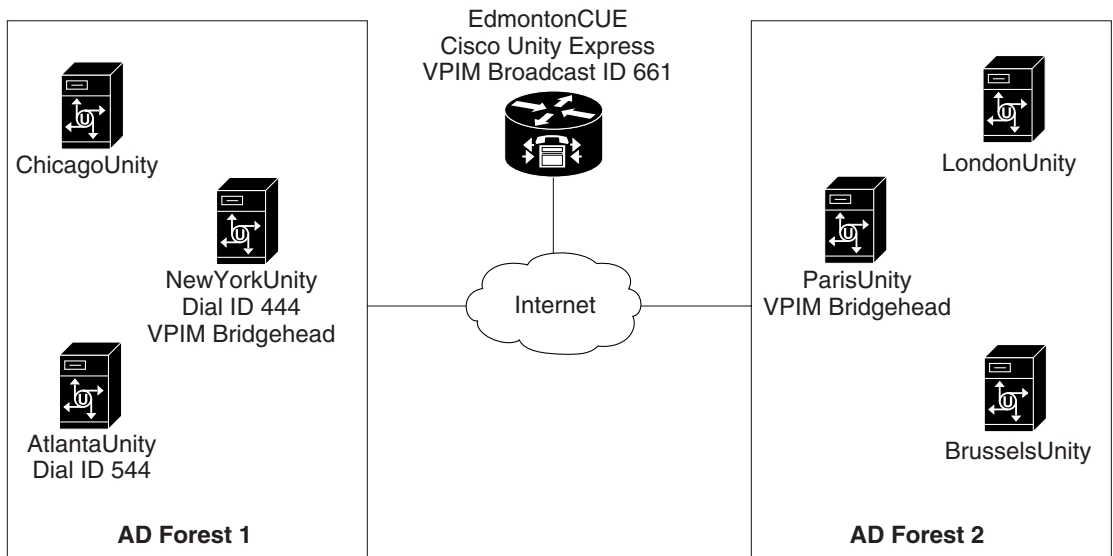 EdmontonCUE
Cisco Unity Express
VPIM Broadcast ID 661
ChicagoUnity
NewYorkUnity
Dial ID 444
VPIM Bridgehead
AtlantaUnity
Dial ID 544
AD Forest 1
Internet
LondonUnity
ParisUnity
VPIM Bridgehead
BrusselsUnity
AD Forest 2